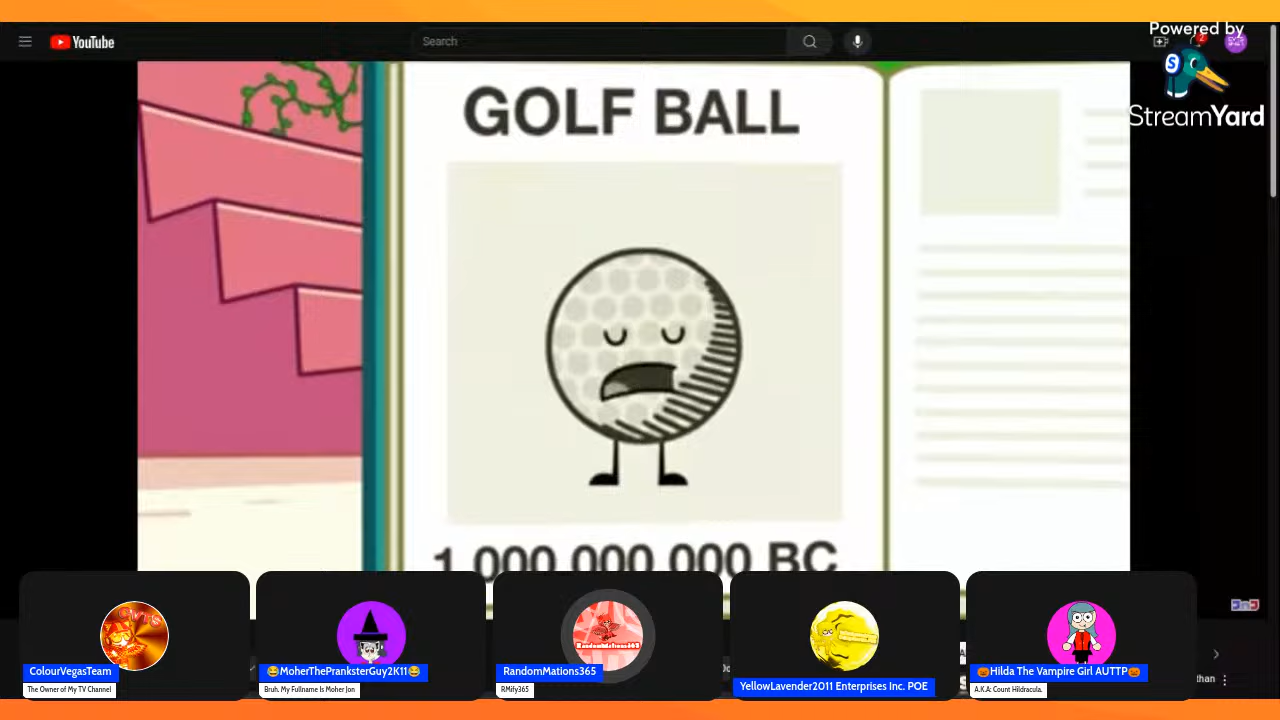 Powered by
StreamYard
YouTube
Search
2
GOLF BALL
1 000 000 000 BC
ColourVegasTeam
The Owner of My TV Channel
😂MoherThePranksterGuy2K11😂
Bruh. My Fullname Is Moher Jon
RandomMations365
RMify365
YellowLavender2011 Enterprises Inc. POE
🎃Hilda The Vampire Girl AUTTP🎃
A.K.A: Count Hildracula.
than